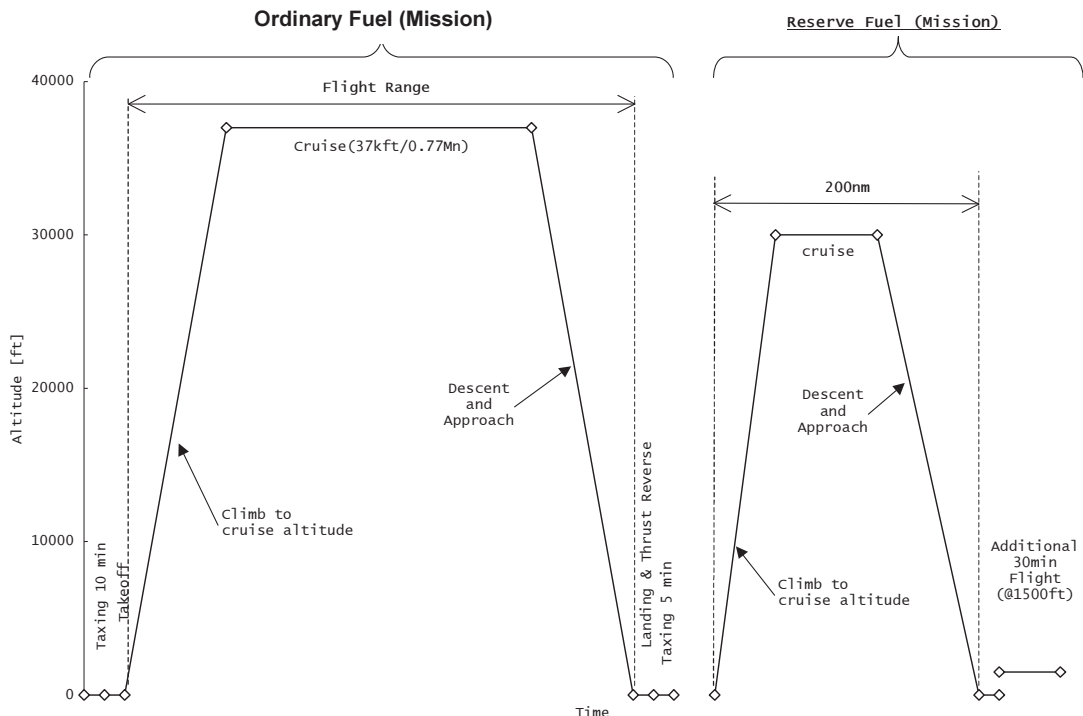 Ordinary Fuel (Mission)
Reserve Fuel (Mission)
40000
Flight Range
Cruise(37kft/0.77Mn)
200nm
30000
cruise
Altitude [ft]
20000
Descent
and
Approach
Descent
and
Approach
Climb to
cruise altitude
10000
Taxing 10 min
Takeoff
Landing & Thrust Reverse
Taxing 5 min
Climb to
cruise altitude
Additional
30min
Flight
(@1500ft)
0
Time